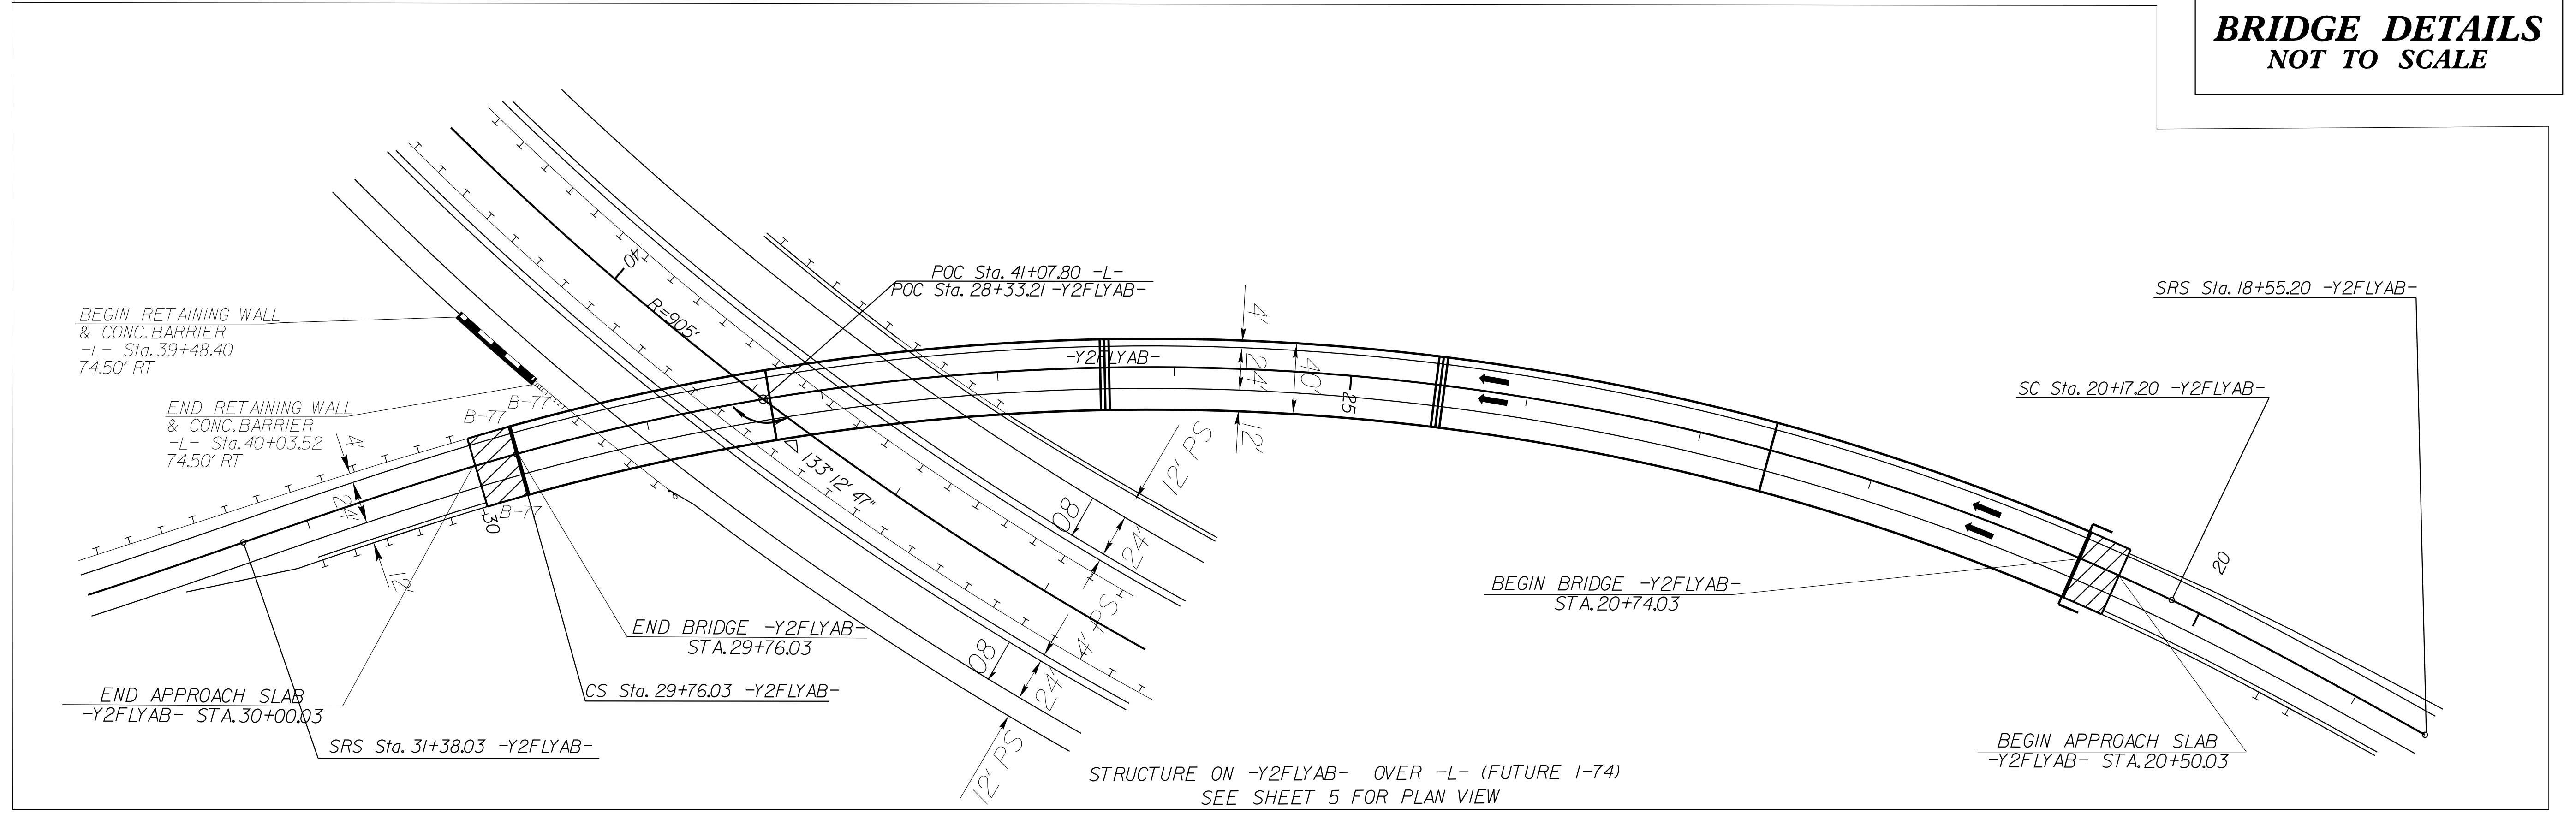 BRIDGE DETAILS
NOT TO SCALE
BEGIN RETAINING WALL
& CONC.BARRIER
-L- Sta.39+48.40
74.50' RT
END RETAINING WALL
& CONC.BARRIER
-L- Sta.40+03.52
74.50' RT
40
R=905'
POC Sta. 41+07.80 -L-
POC Sta. 28+33.21 -Y2FLYAB-
-Y2FLYAB-
4'
24'
40'
12'
25
SRS Sta. 18+55.20 -Y2FLYAB-
SC Sta. 20+17.20 -Y2FLYAB-
20
B-77
B-77
B-77
30
4'
24'
12'
133° 12' 47"
12' PS
08
24'
4' PS
08
24'
12' PS
BEGIN BRIDGE -Y2FLYAB-
STA.20+74.03
END BRIDGE -Y2FLYAB-
STA.29+76.03
CS Sta. 29+76.03 -Y2FLYAB-
END APPROACH SLAB
-Y2FLYAB- STA.30+00.03
SRS Sta. 31+38.03 -Y2FLYAB-
BEGIN APPROACH SLAB
-Y2FLYAB- STA.20+50.03
STRUCTURE ON -Y2FLYAB- OVER -L- (FUTURE I-74)
SEE SHEET 5 FOR PLAN VIEW